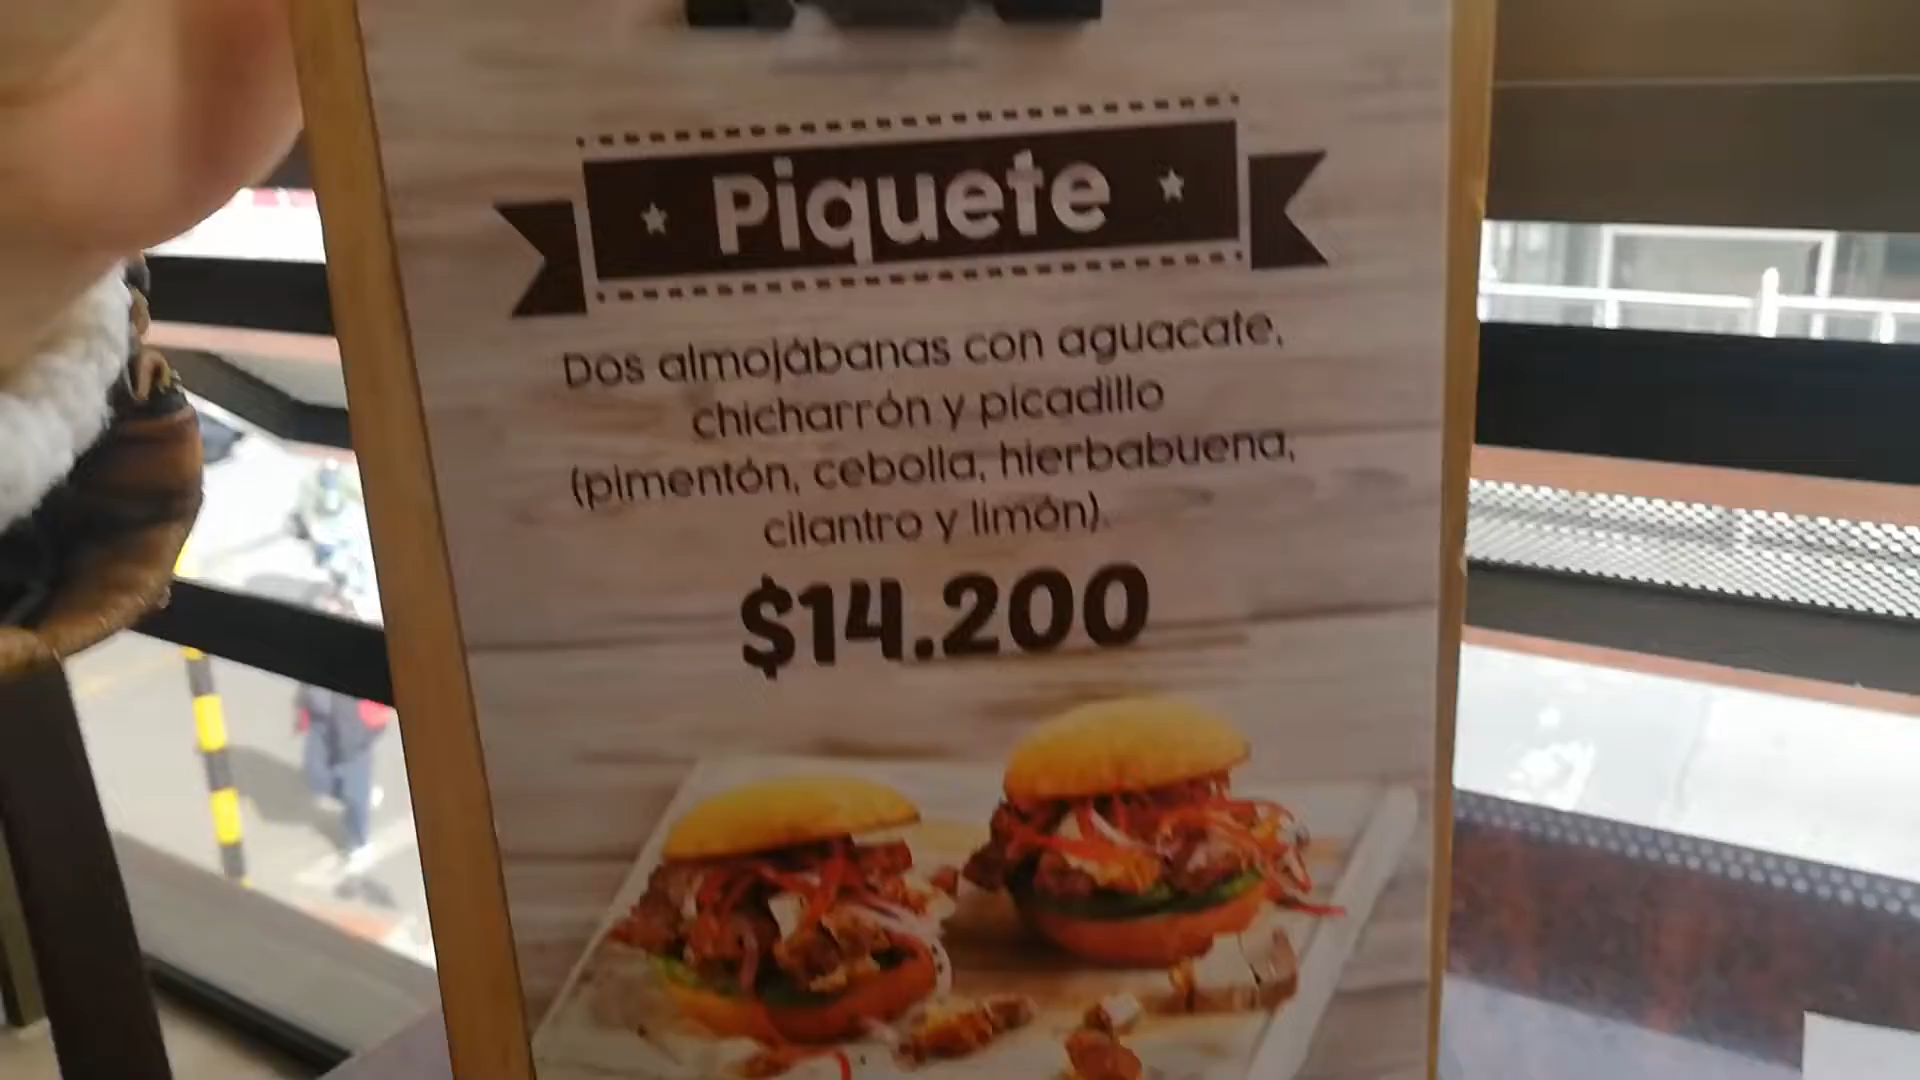 Piquete
Dos almojábanas con aguacate,
chicharrón y picadillo
(pimentón, cebolla, hierbabuena,
cilantro y limón).
$14.200